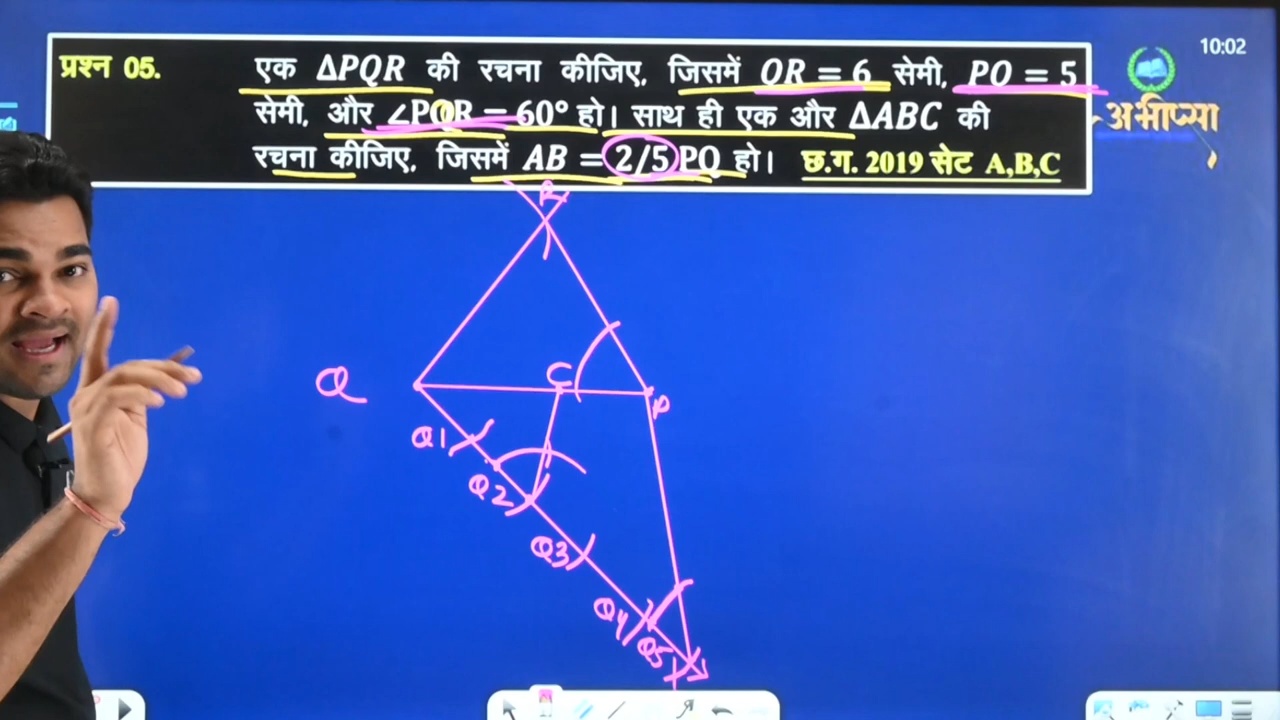 10:02
प्रश्न 05. एक ΔPQR की रचना कीजिए, जिसमें QR = 6 सेमी, PQ = 5
सेमी, और ∠PQR = 60° हो। साथ ही एक और ΔABC की
रचना कीजिए, जिसमें AB = 2/5 PQ हो। छ.ग. 2019 सेट A,B,C
अभीप्सा
R
Q
C
P
Q1
Q2
Q3
Q4
Q5